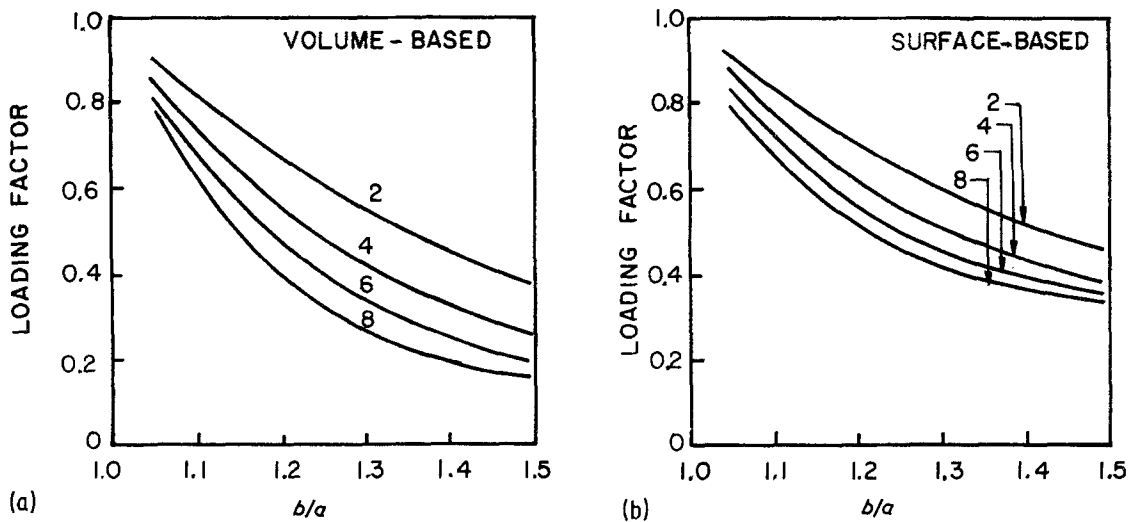 VOLUME-BASED
LOADING FACTOR
1.0
0.8
0.6
0.4
0.2
0
2
4
6
8
1.0 1.1 1.2 1.3 1.4 1.5
b/a
(a)
SURFACE-BASED
LOADING FACTOR
1.0
0.8
0.6
0.4
0.2
0
2
4
6
8
1.0 1.1 1.2 1.3 1.4 1.5
b/a
(b)